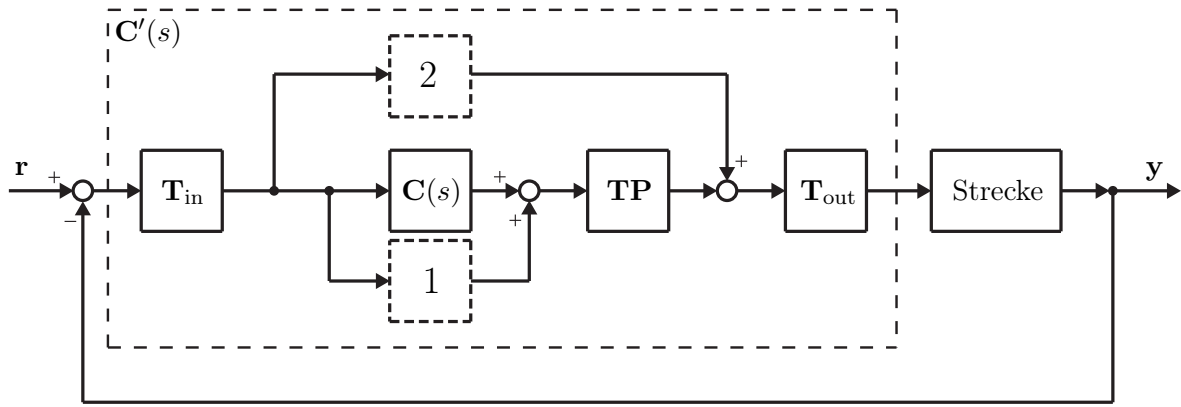 C′(s)
2
r
+
−
T_in
C(s)
+
+
TP
+
T_out
Strecke
y
1